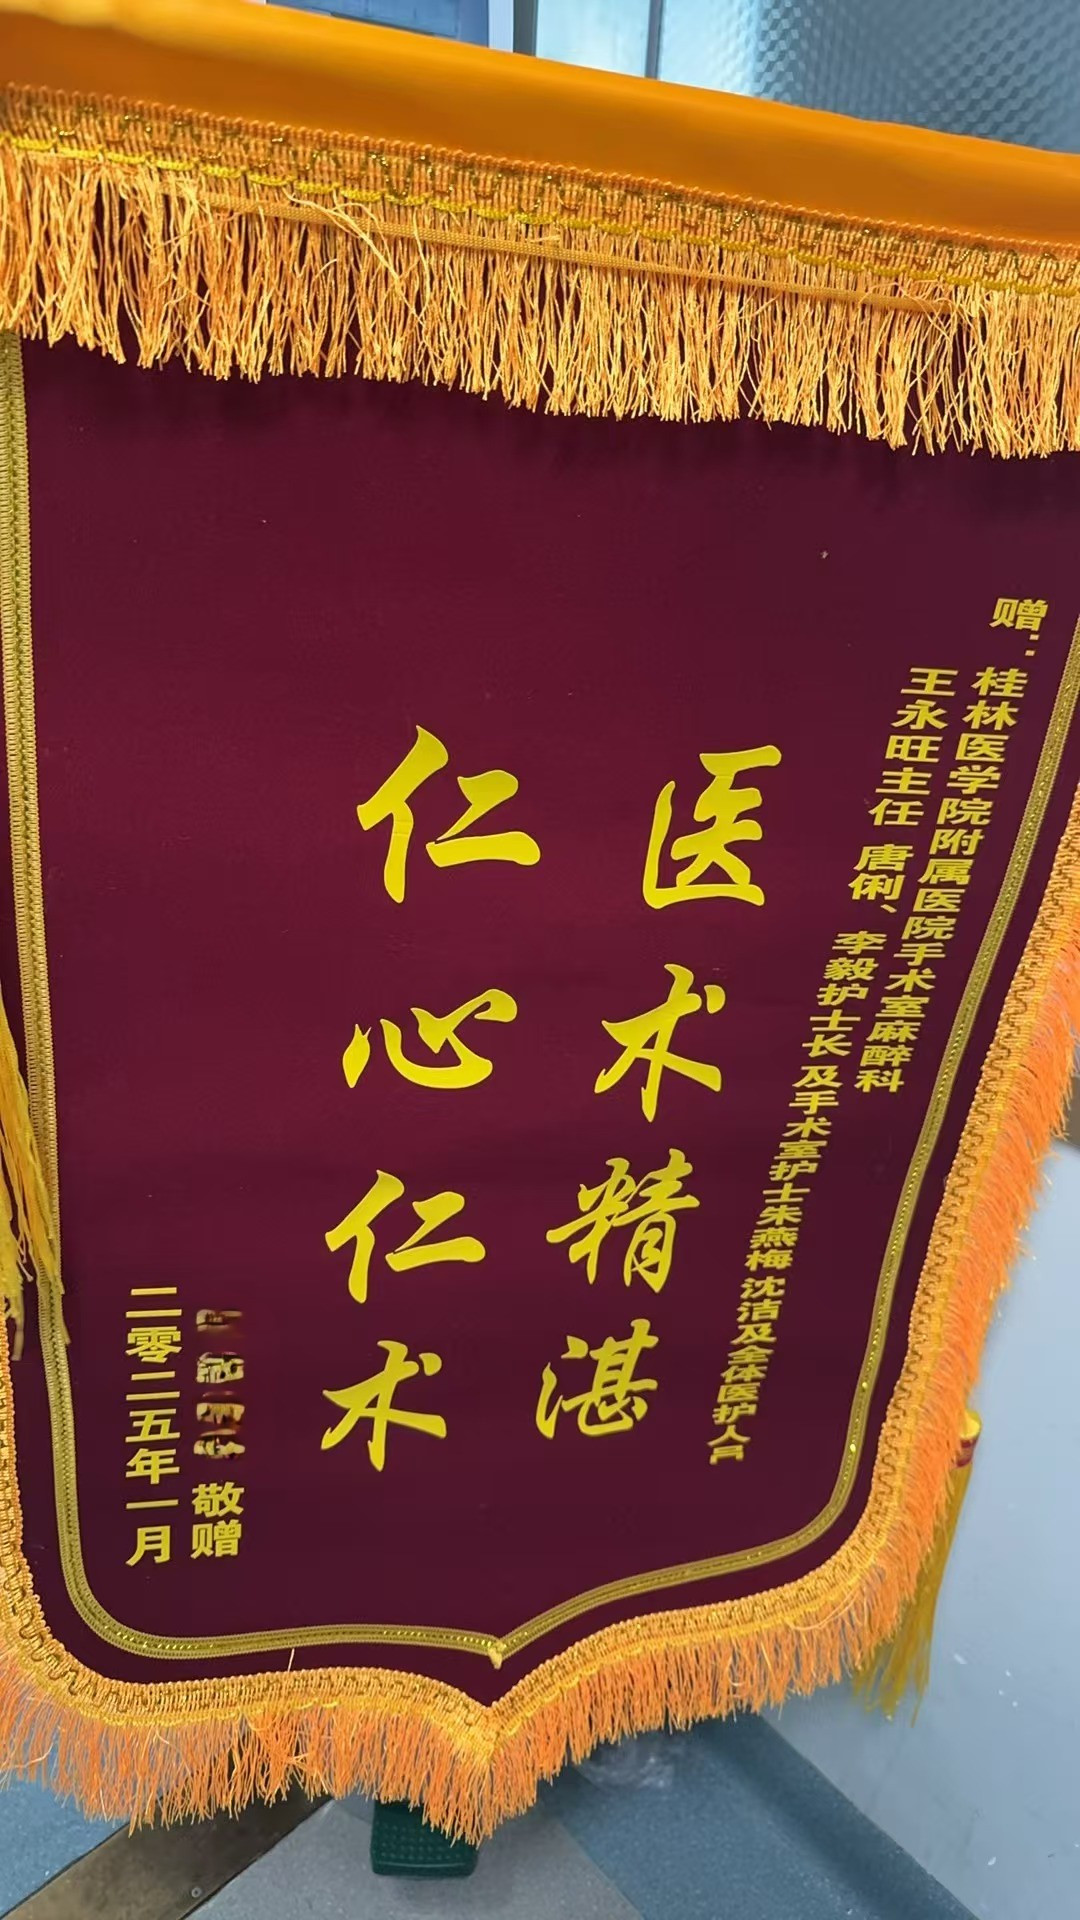 赠：桂林医学院附属医院手术室麻醉科
王永旺主任 唐俐、李毅护士长及手术室护士朱燕梅 沈洁及全体医护人员
医术精湛
仁心仁术
敬赠
二零二五年一月